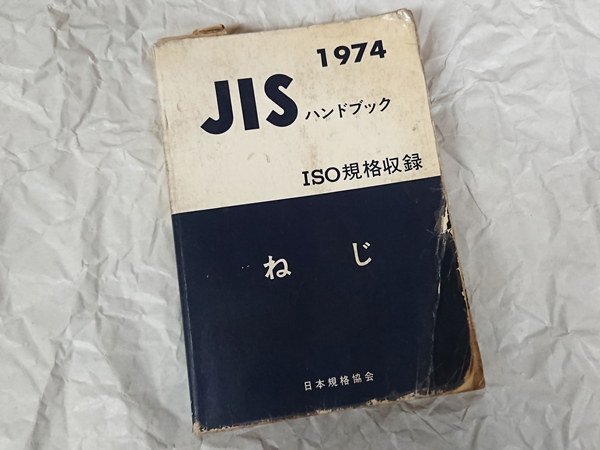 1974
JIS ハンドブック
ISO規格収録
ねじ
日本規格協会